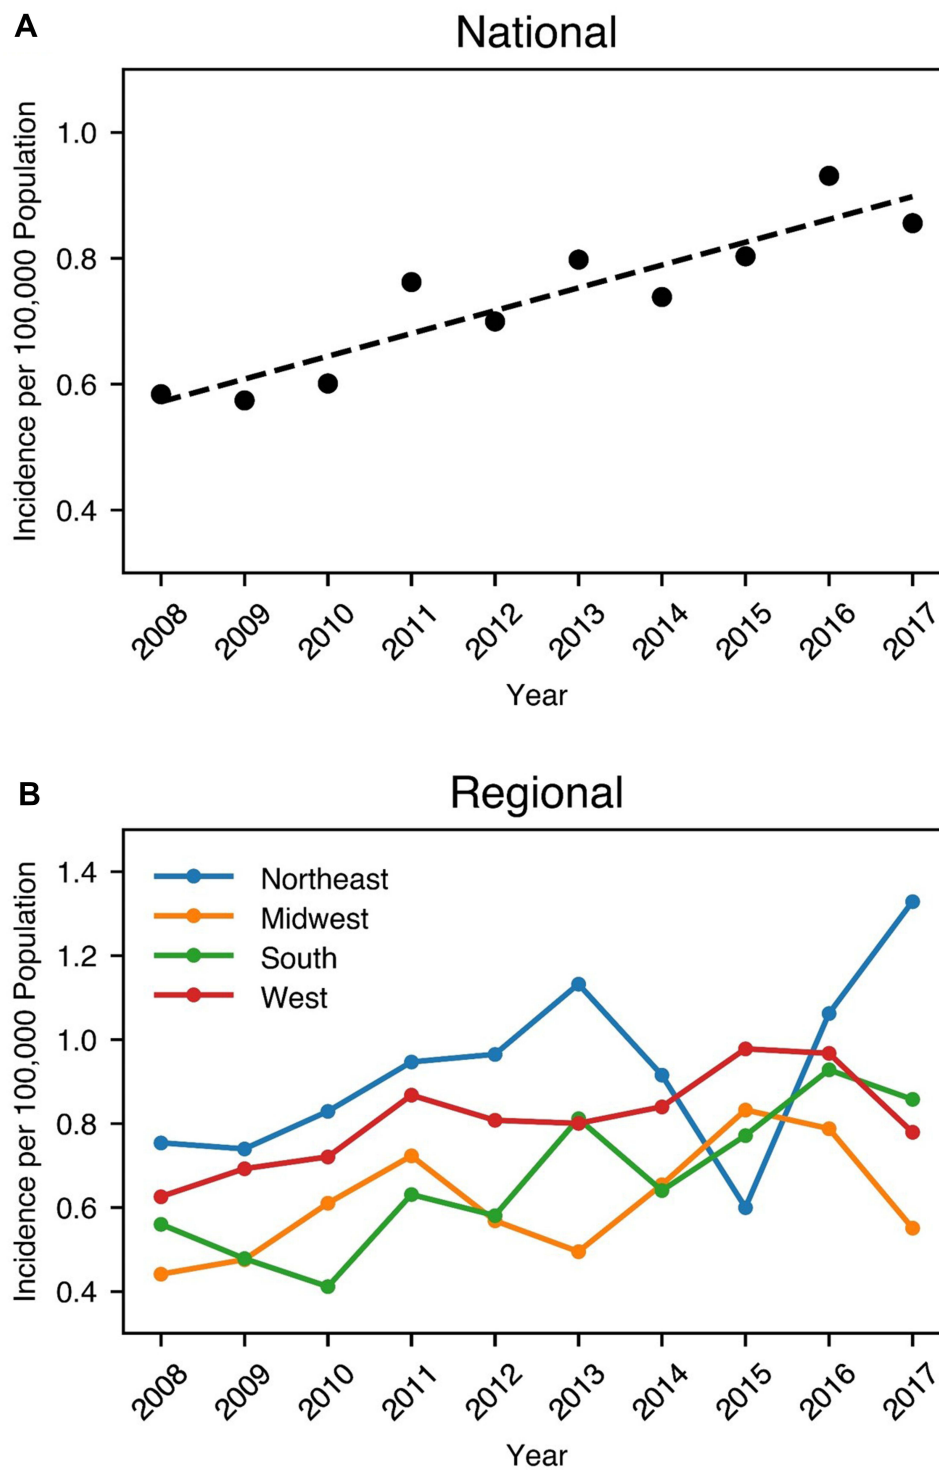 A
National
Incidence per 100,000 Population
1.0
0.8
0.6
0.4
2008
2009
2010
2011
2012
2013
2014
2015
2016
2017
Year
B
Regional
Incidence per 100,000 Population
1.4
1.2
1.0
0.8
0.6
0.4
Northeast
Midwest
South
West
2008
2009
2010
2011
2012
2013
2014
2015
2016
2017
Year